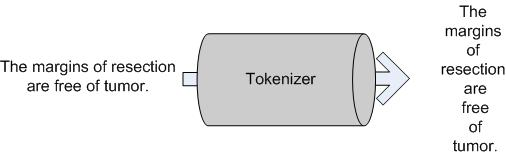 The margins of resection
are free of tumor.
Tokenizer
The
margins
of
resection
are
free
of
tumor.